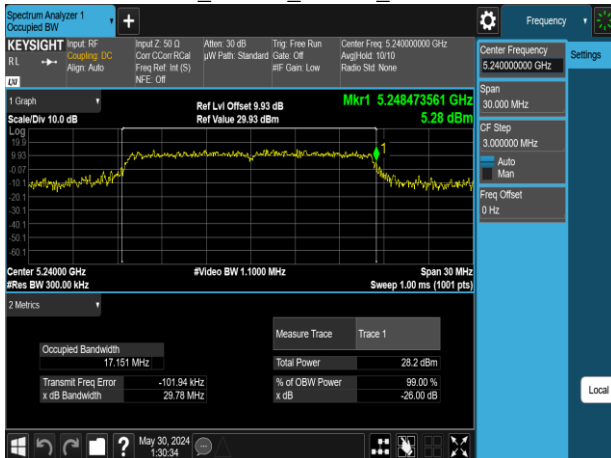 Spectrum Analyzer 1
Occupied BW
Frequency
KEYSIGHT
RL
LXI
Input: RF
Coupling: DC
Align: Auto
Input Z: 50 Ω
Corr CCorr RCal
Freq Ref: Int (S)
NFE: Off
Atten: 30 dB
µW Path: Standard
Trig: Free Run
Gate: Off
#IF Gain: Low
Center Freq: 5.240000000 GHz
Avg|Hold: 10/10
Radio Std: None
Center Frequency
5.240000000 GHz
Settings
Span
30.000 MHz
CF Step
3.000000 MHz
Auto
Man
Freq Offset
0 Hz
Local
1 Graph
Scale/Div 10.0 dB
Ref Lvl Offset 9.93 dB
Ref Value 29.93 dBm
Mkr1 5.248473561 GHz
5.28 dBm
Log
19.9
9.93
-0.07
-10.1
-20.1
-30.1
-40.1
-50.1
-60.1
1
Center 5.24000 GHz
#Res BW 300.00 kHz
#Video BW 1.1000 MHz
Span 30 MHz
Sweep 1.00 ms (1001 pts)
2 Metrics
Measure Trace
Trace 1
Occupied Bandwidth
17.151 MHz
Total Power
28.2 dBm
Transmit Freq Error
-101.94 kHz
% of OBW Power
99.00 %
x dB Bandwidth
29.78 MHz
x dB
-26.00 dB
?
May 30, 2024
1:30:34